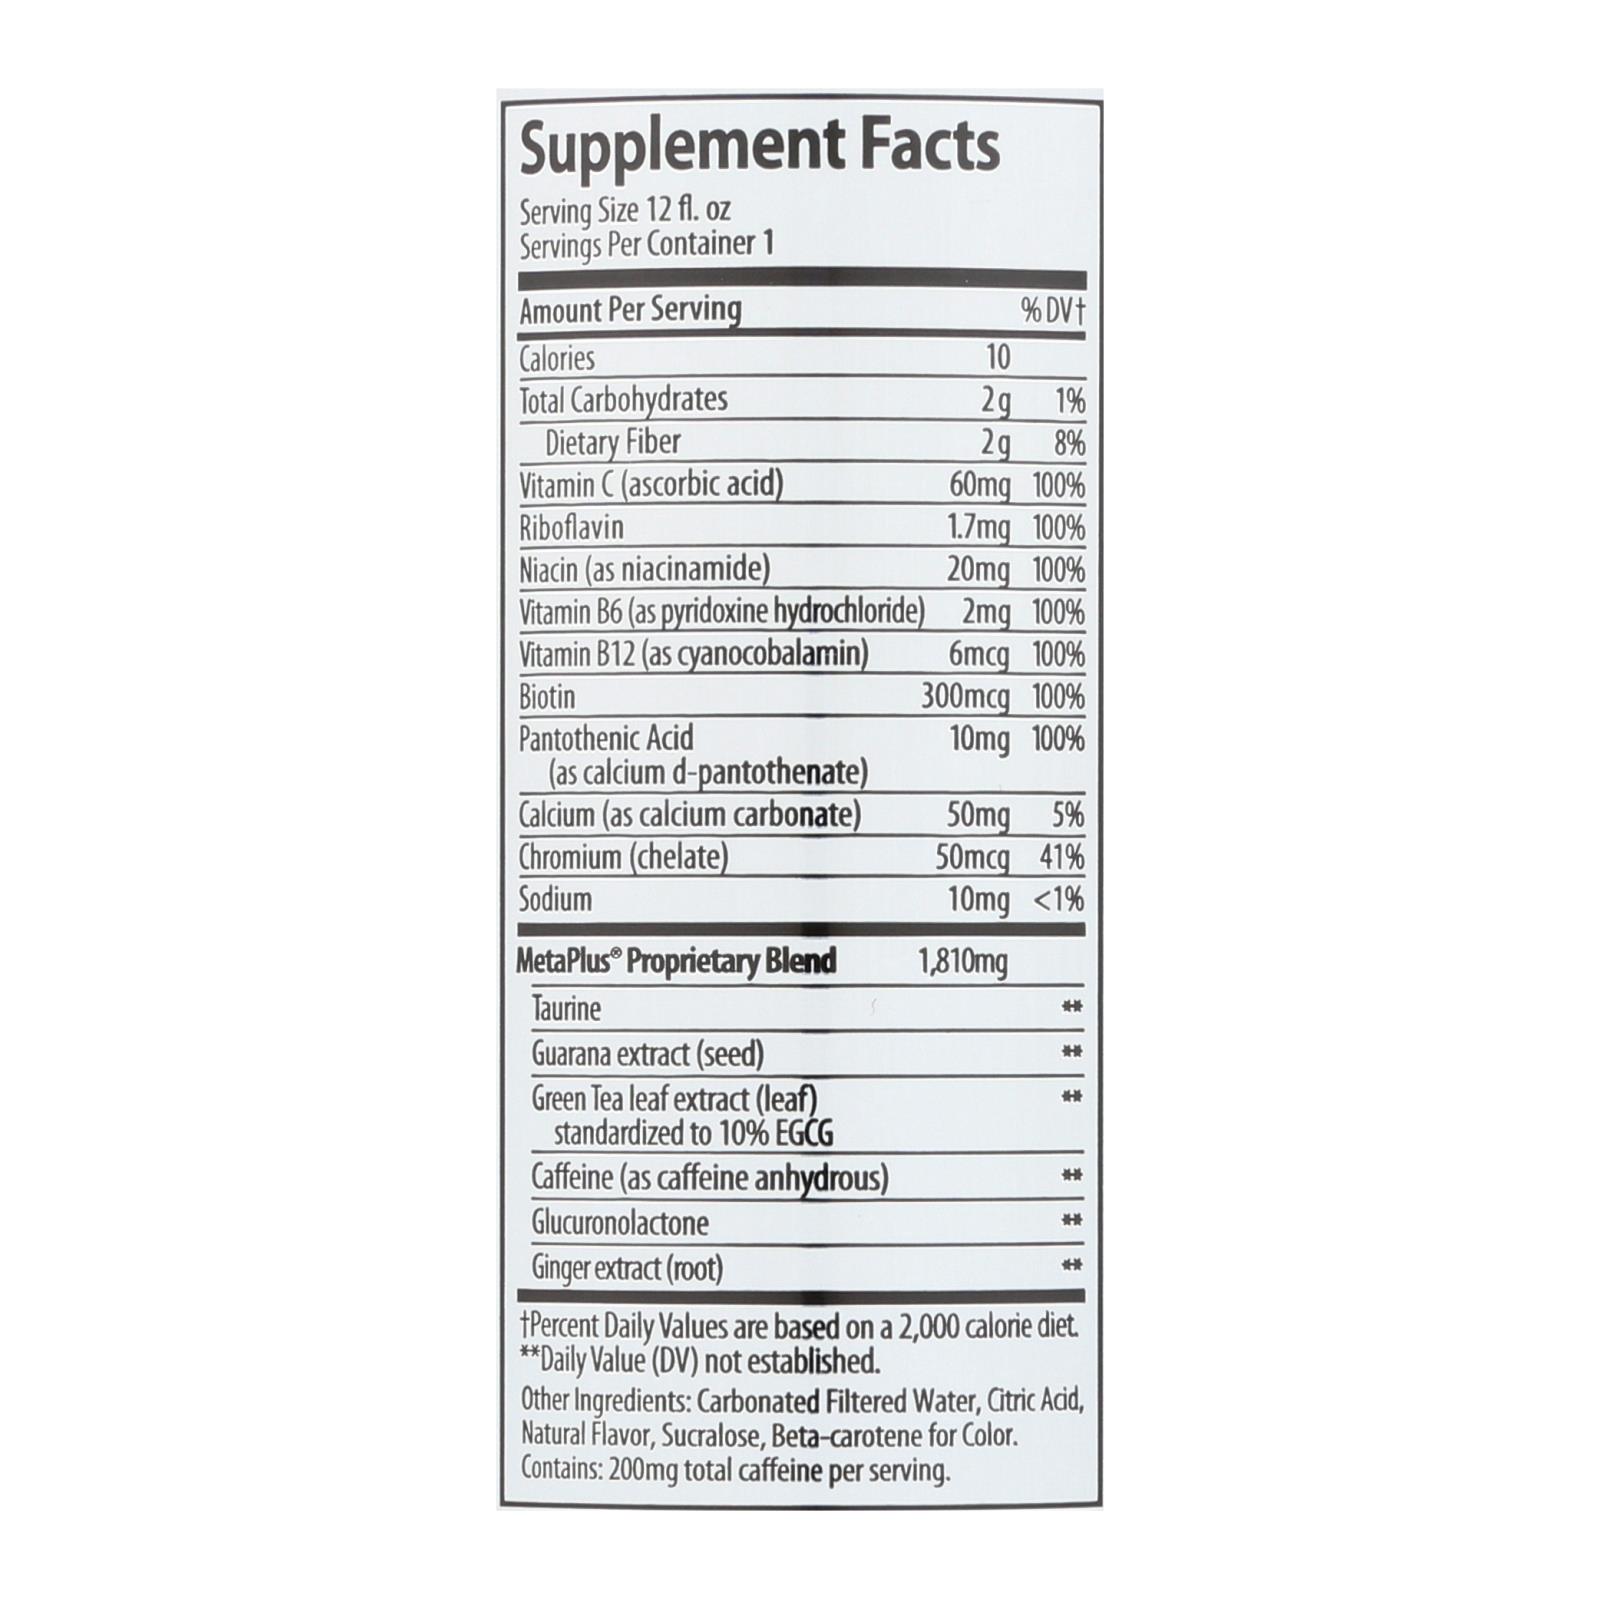 Supplement Facts
Serving Size 12 fl. oz
Servings Per Container 1
Amount Per Serving % DV†
Calories 10
Total Carbohydrates 2g 1%
Dietary Fiber 2g 8%
Vitamin C (ascorbic acid) 60mg 100%
Riboflavin 1.7mg 100%
Niacin (as niacinamide) 20mg 100%
Vitamin B6 (as pyridoxine hydrochloride) 2mg 100%
Vitamin B12 (as cyanocobalamin) 6mcg 100%
Biotin 300mcg 100%
Pantothenic Acid 10mg 100%
(as calcium d-pantothenate)
Calcium (as calcium carbonate) 50mg 5%
Chromium (chelate) 50mcg 41%
Sodium 10mg <1%
MetaPlus® Proprietary Blend 1,810mg
Taurine **
Guarana extract (seed) **
Green Tea leaf extract (leaf) **
standardized to 10% EGCG
Caffeine (as caffeine anhydrous) **
Glucuronolactone **
Ginger extract (root) **
†Percent Daily Values are based on a 2,000 calorie diet.
**Daily Value (DV) not established.
Other Ingredients: Carbonated Filtered Water, Citric Acid,
Natural Flavor, Sucralose, Beta-carotene for Color.
Contains: 200mg total caffeine per serving.